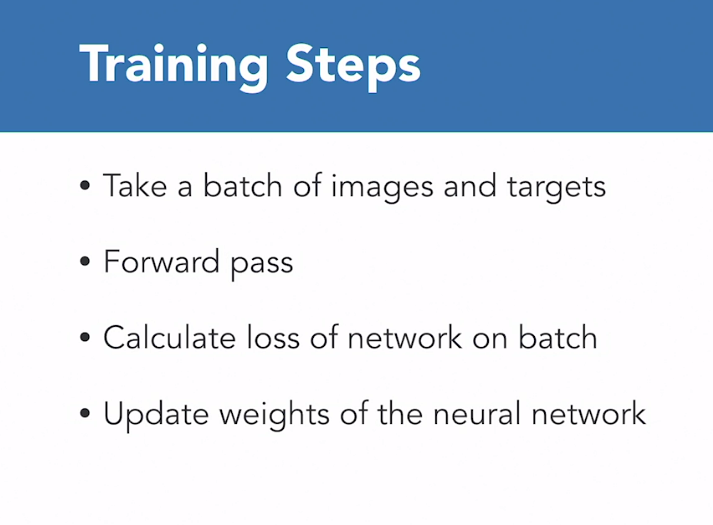 Training Steps
• Take a batch of images and targets
• Forward pass
• Calculate loss of network on batch
• Update weights of the neural network